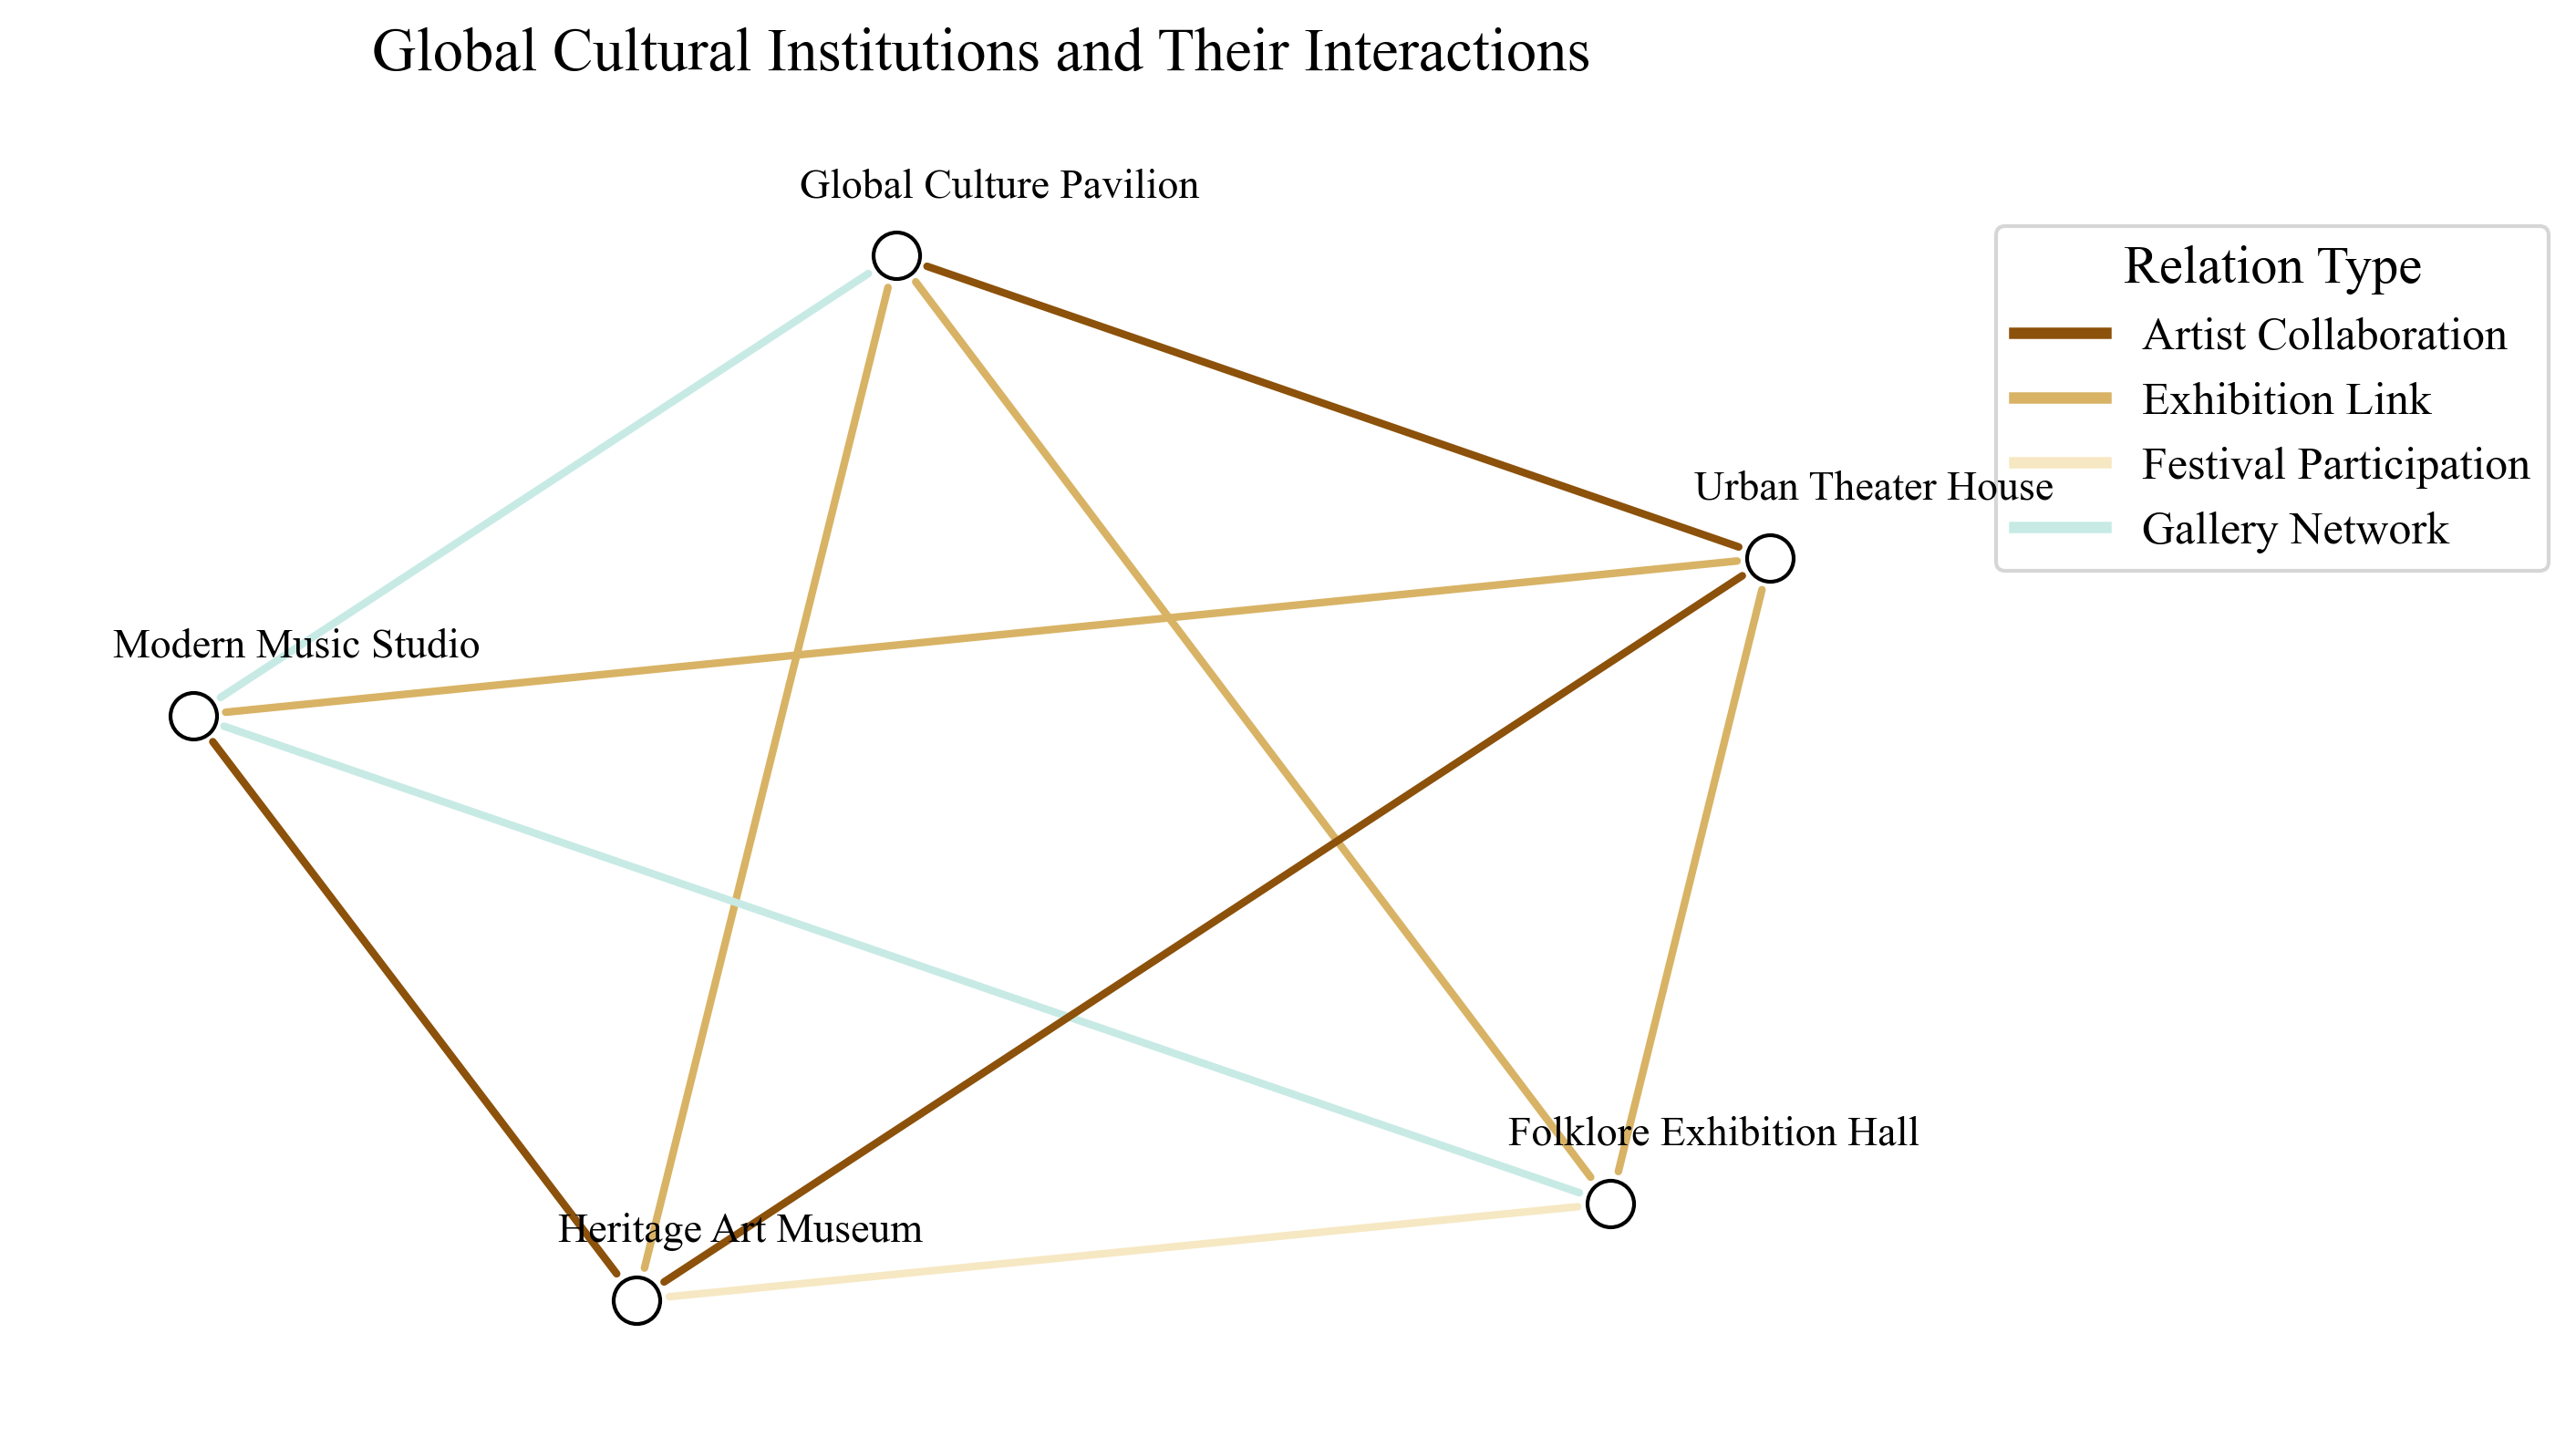 Global Cultural Institutions and Their Interactions
Global Culture Pavilion
Relation Type
Artist Collaboration
Exhibition Link
Festival Participation
Gallery Network
Urban Theater House
Modern Music Studio
Folklore Exhibition Hall
Heritage Art Museum